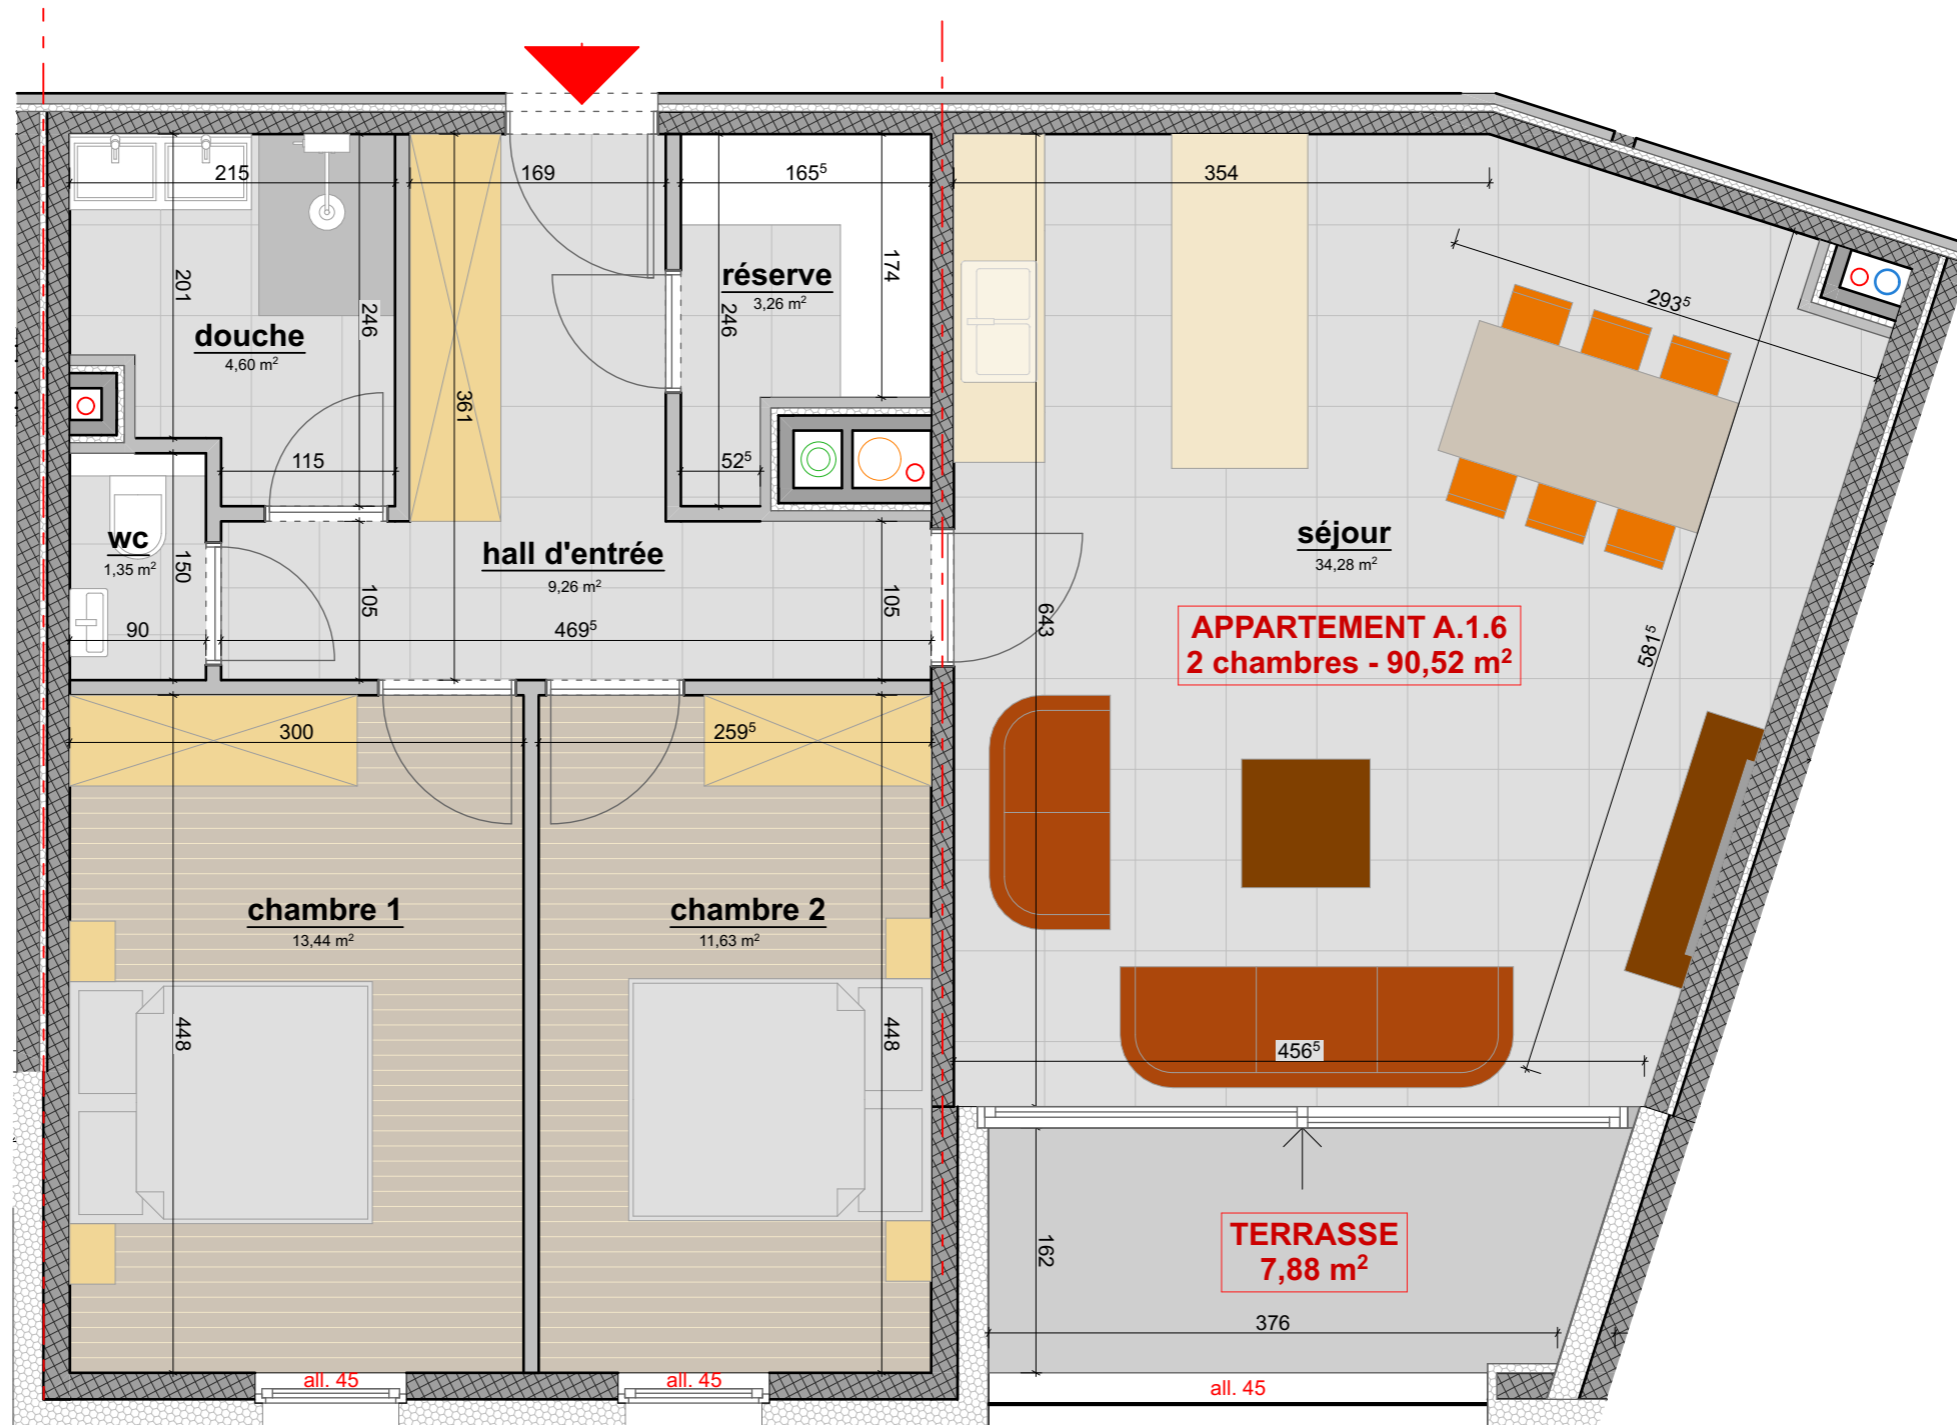 215
169
165⁵
354
201
246
douche
4,60 m²
361
réserve
3,26 m²
246
174
293⁵
115
52⁵
wc
1,35 m²
150
90
105
hall d'entrée
9,26 m²
469⁵
105
643
séjour
34,28 m²
APPARTEMENT A.1.6
2 chambres - 90,52 m²
581⁵
300
259⁵
chambre 1
13,44 m²
chambre 2
11,63 m²
448
448
456⁵
162
TERRASSE
7,88 m²
376
all. 45
all. 45
all. 45